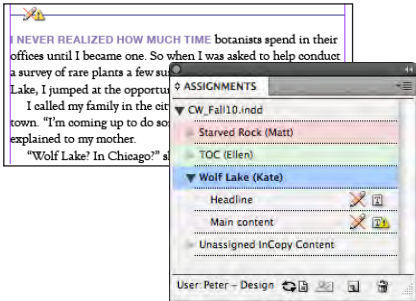 I NEVER REALIZED HOW MUCH TIME botanists spend in their
offices until I became one. So when I was asked to help conduct
a survey of rare plants a few su
Lake, I jumped at the opportu
I called my family in the cit
town. "I'm coming up to do so
explained to my mother.
"Wolf Lake? In Chicago?" s
ASSIGNMENTS
CW_Fall10.indd
Starved Rock (Matt)
TOC (Ellen)
Wolf Lake (Kate)
Headline
Main content
Unassigned InCopy Content
User: Peter - Design